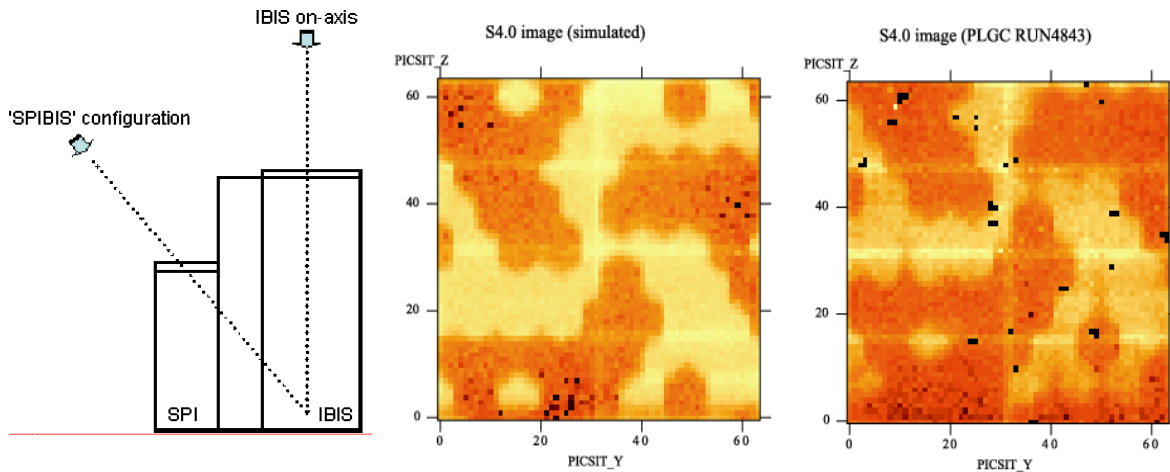 IBIS on-axis
'SPIBIS' configuration
SPI
IBIS
S4.0 image (simulated)
PICSIT_Z
60
40
20
0
0 20 40 60
PICSIT_Y
S4.0 image (PLGC RUN4843)
PICSIT_Z
60
40
20
0
0 20 40 60
PICSIT_Y